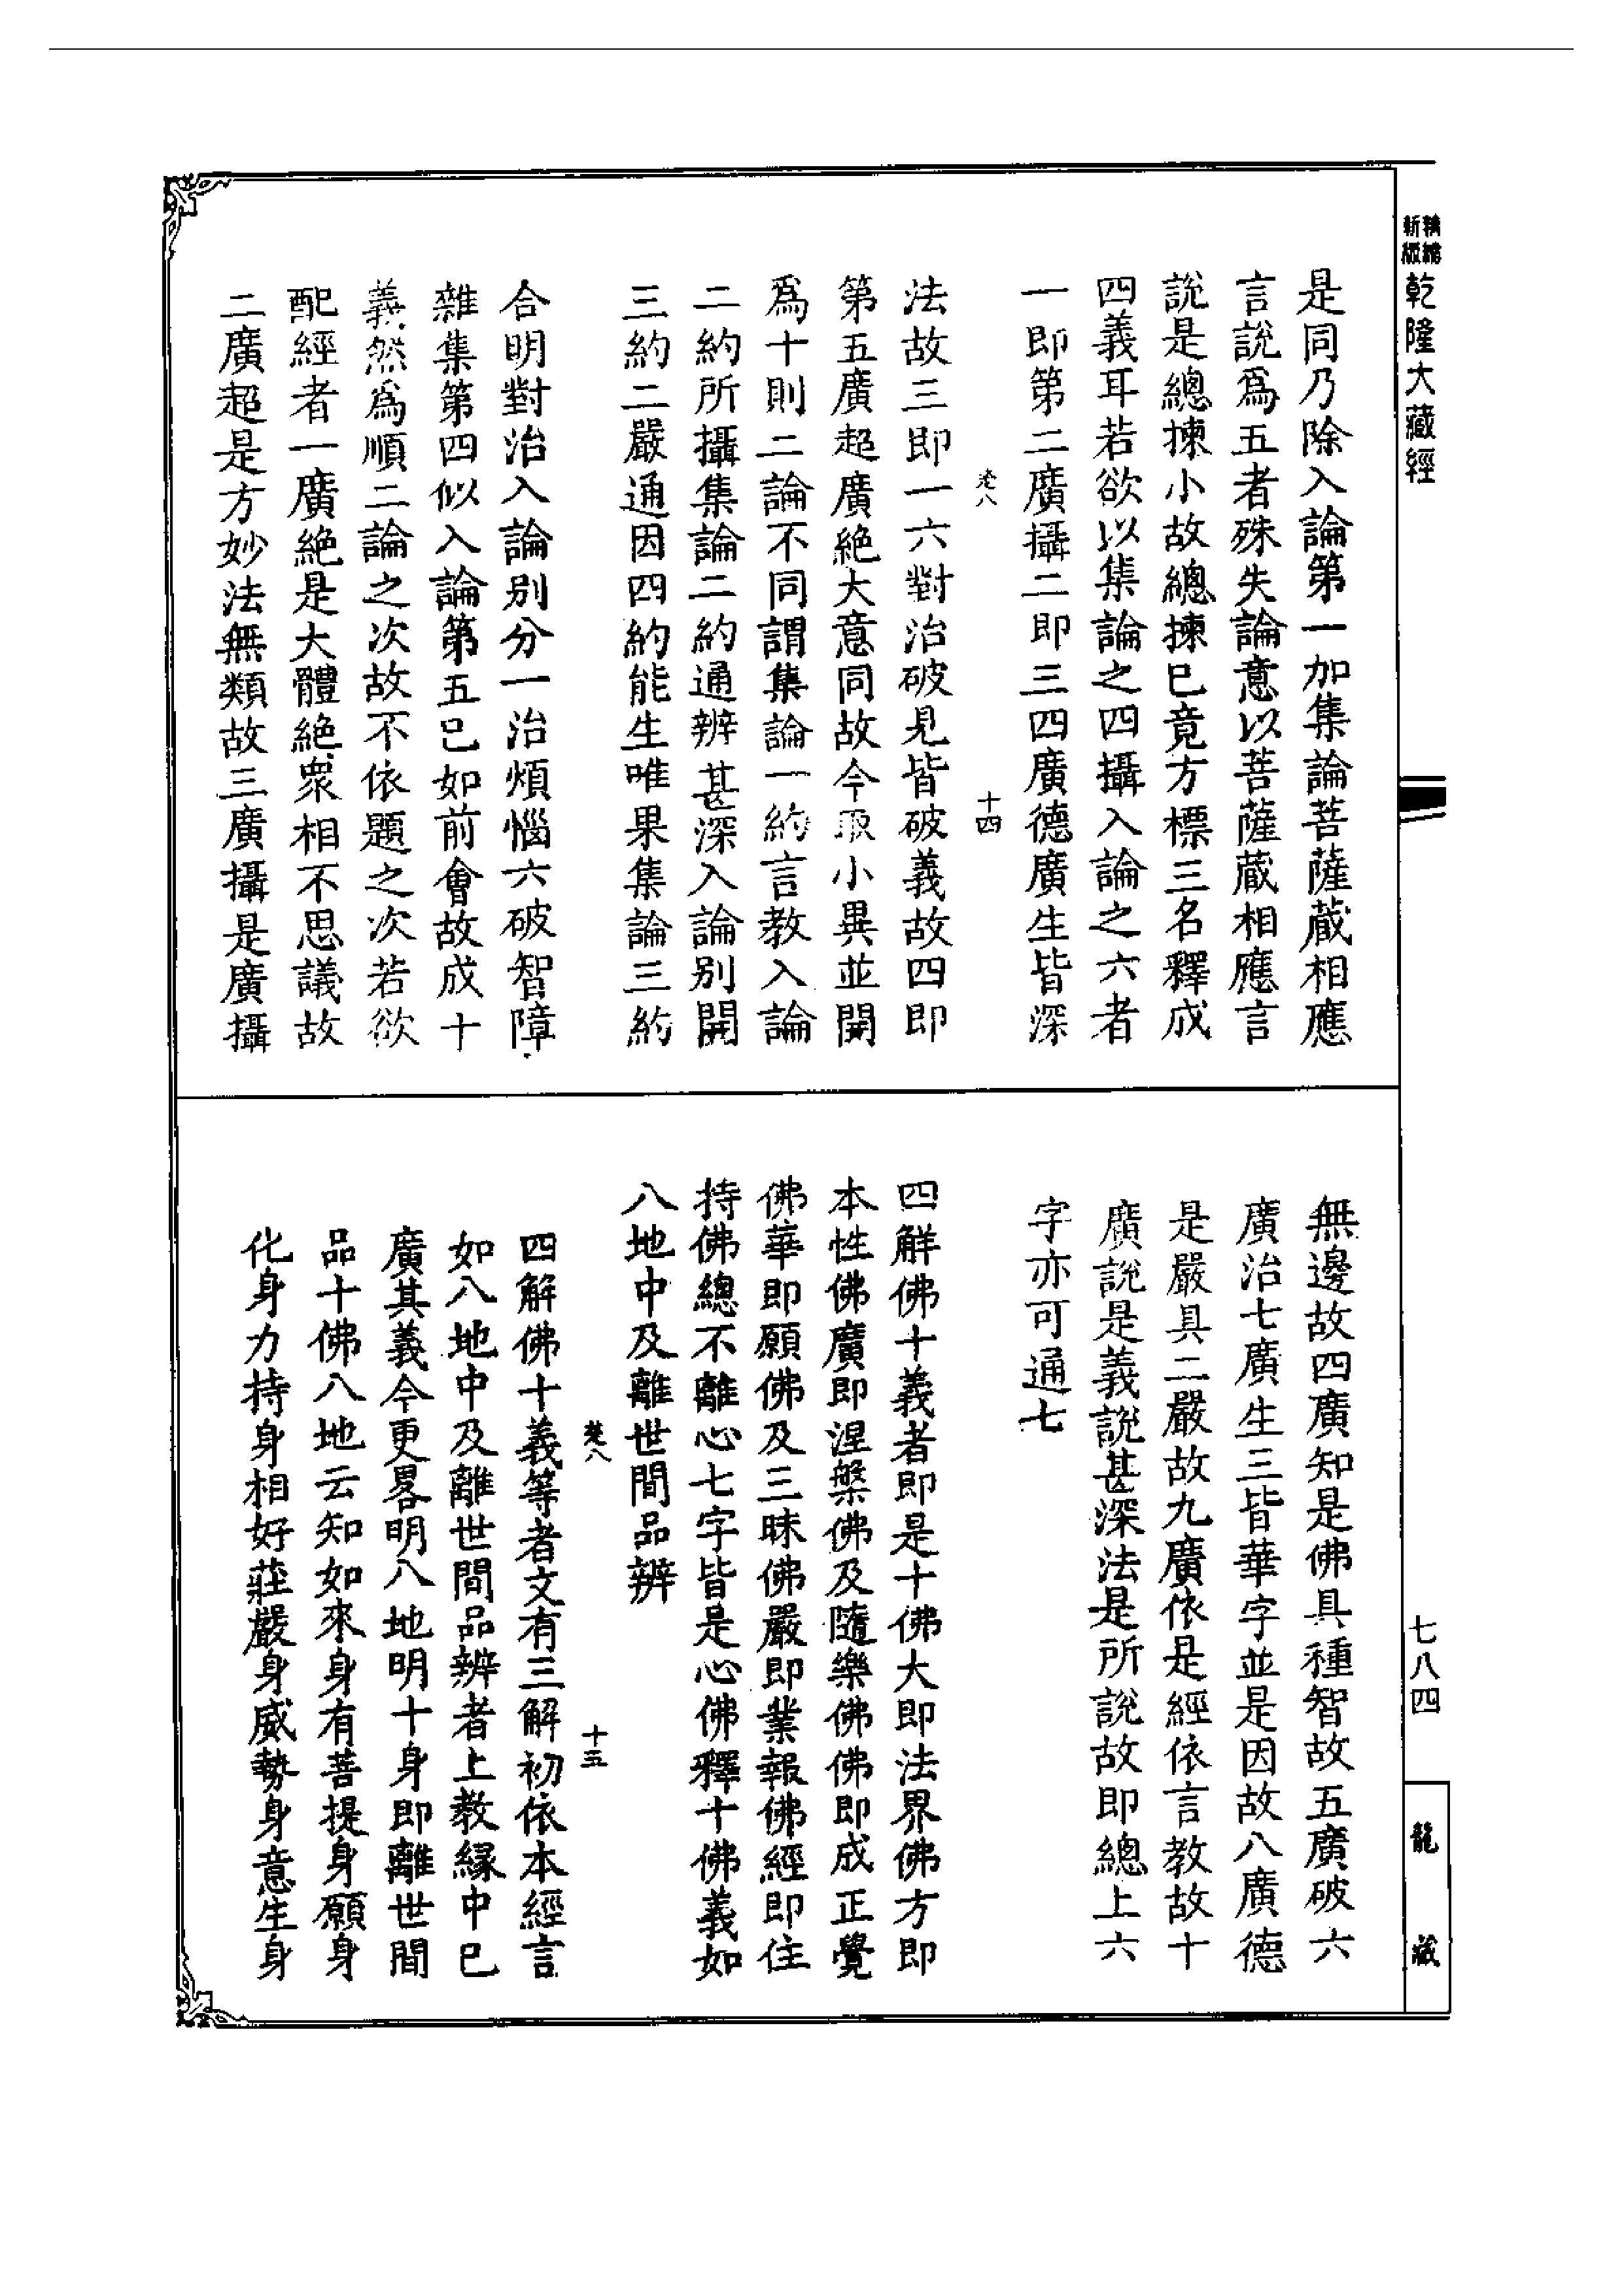 精縮
新版
乾隆大藏經
七八四
龍藏
是同乃除入論第一加集論菩薩藏相應
言說為五者殊失論意以菩薩藏相應言
說是總揀小故總揀已竟方標三名釋成
四義耳若欲以集論之四攝入論之六者
一即第二廣攝二即三四廣德廣生皆深
十四
法故三即一六對治破見皆破義故四即
第五廣超廣絶大意同故今取小異並開
為十則二論不同謂集論一約言教入論
二約所攝集論二約通辨甚深入論別開
三約二嚴通因四約能生唯果集論三約
合明對治入論別分一治煩惱六破智障
雜集第四似入論第五已如前會故成十
義然為順二論之次故不依題之次若欲
配經者一廣絶是大體絶衆相不思議故
二廣超是方妙法無類故三廣攝是廣攝
無邊故四廣知是佛具種智故五廣破六
廣治七廣生三皆華字並是因故八廣德
是嚴具二嚴故九廣依是經依言教故十
廣說是義說甚深法是所說故即總上六
字亦可通七
四解佛十義者即是十佛大即法界佛方即
本性佛廣即涅槃佛及隨樂佛佛即成正覺
佛華即願佛及三昧佛嚴即業報佛經即住
持佛總不離心七字皆是心佛釋十佛義如
八地中及離世間品辨
十五
四解佛十義等者文有三解初依本經言
如八地中及離世間品辨者上教緣中已
廣其義今更畧明八地明十身即離世間
品十佛八地云知如來身有菩提身願身
化身力持身相好莊嚴身威勢身意生身